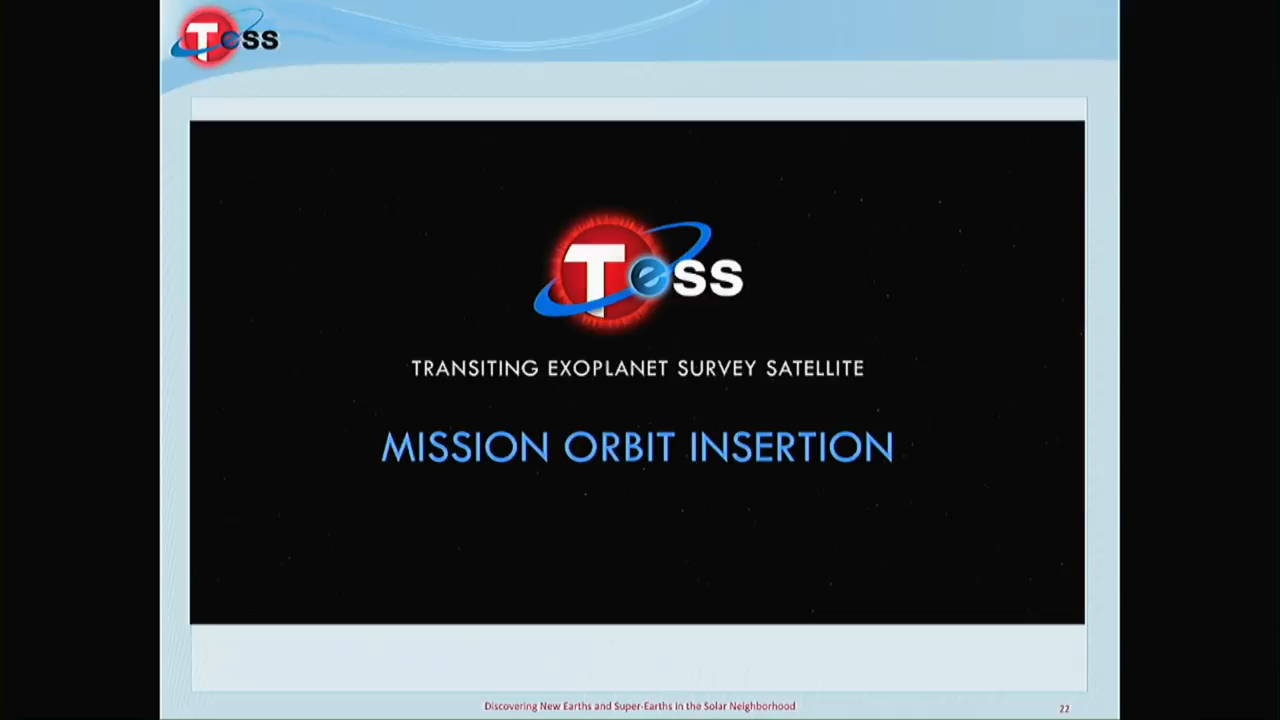 Tess
Tess
TRANSITING EXOPLANET SURVEY SATELLITE
MISSION ORBIT INSERTION
Discovering New Earths and Super-Earths in the Solar Neighborhood
22